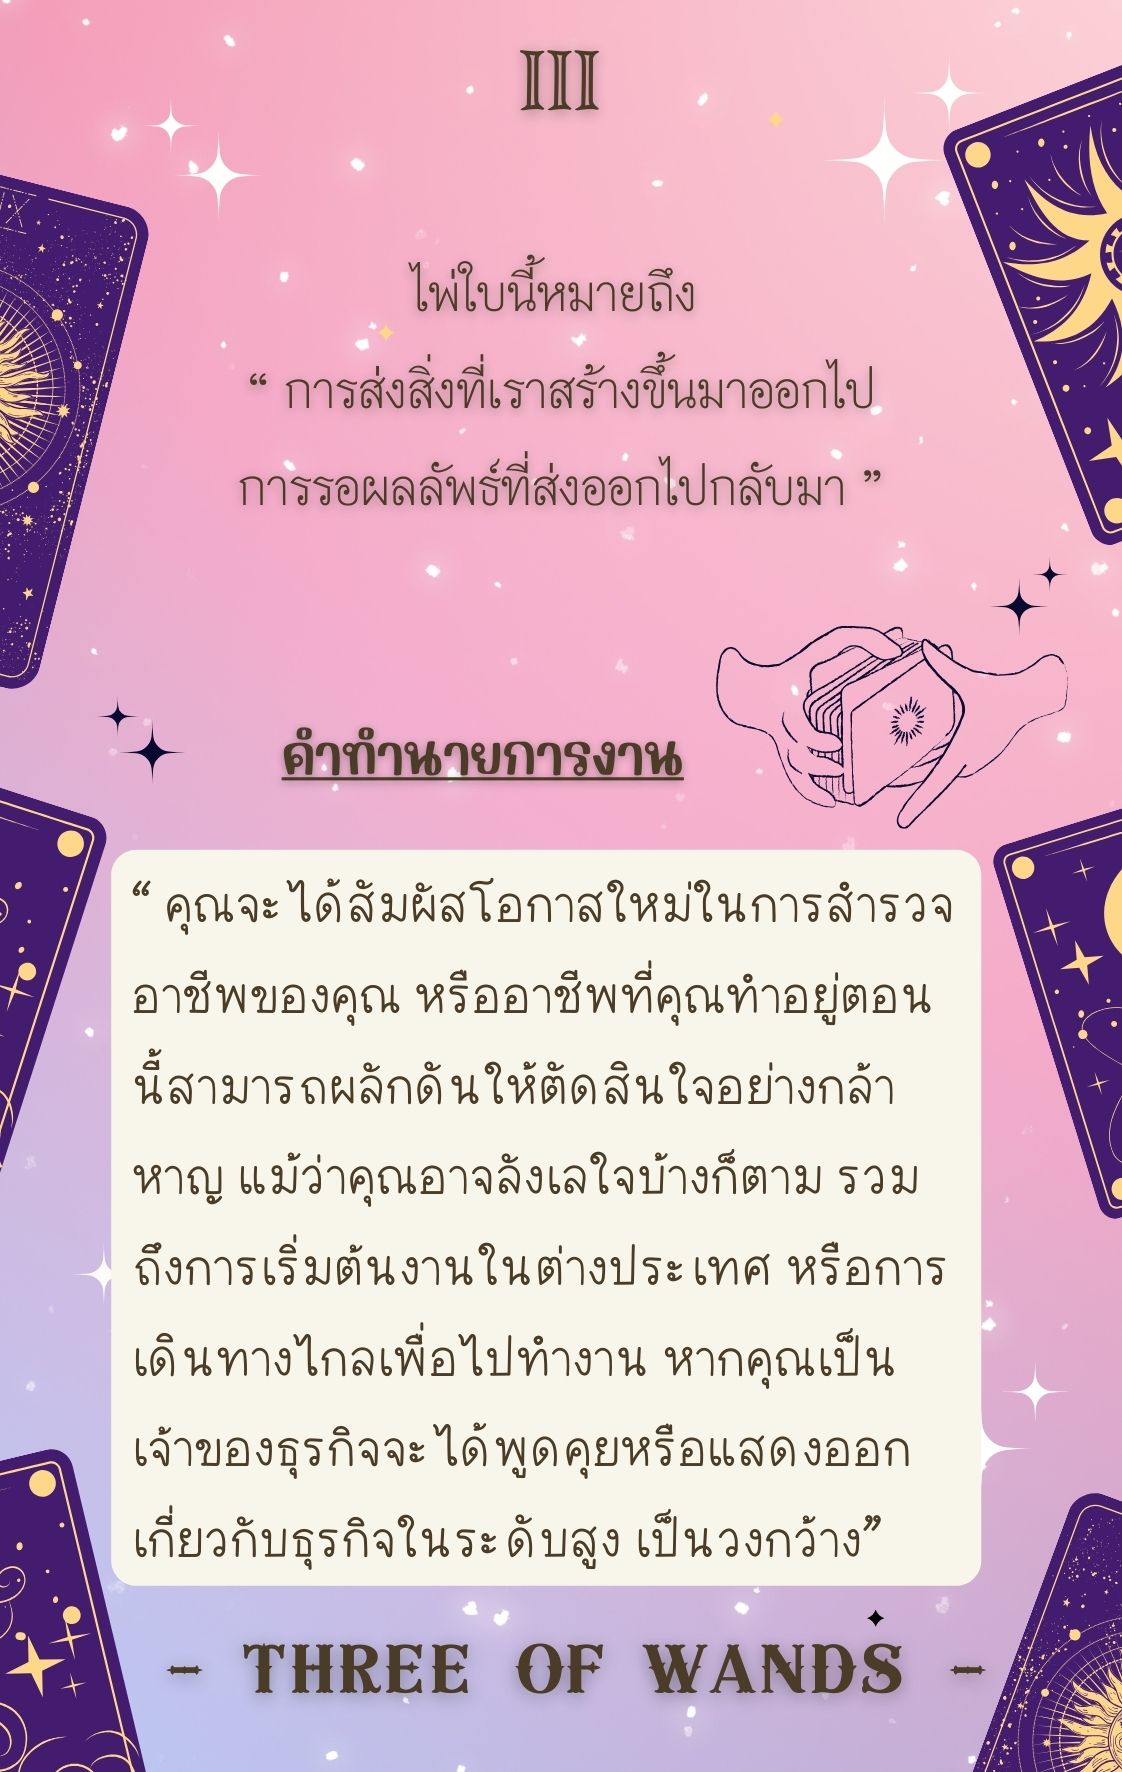 III
ไพ่ใบนี้หมายถึง
“ การส่งสิ่งที่เราสร้างขึ้นมาออกไป
การรอผลลัพธ์ที่ส่งออกไปกลับมา ”
คำทำนายการงาน
“ คุณจะได้สัมผัสโอกาสใหม่ในการสำรวจ
อาชีพของคุณ หรืออาชีพที่คุณทำอยู่ตอน
นี้สามารถผลักดันให้ตัดสินใจอย่างกล้า
หาญ แม้ว่าคุณอาจลังเลใจบ้างก็ตาม รวม
ถึงการเริ่มต้นงานในต่างประเทศ หรือการ
เดินทางไกลเพื่อไปทำงาน หากคุณเป็น
เจ้าของธุรกิจจะได้พูดคุยหรือแสดงออก
เกี่ยวกับธุรกิจในระดับสูง เป็นวงกว้าง”
- THREE OF WANDS -